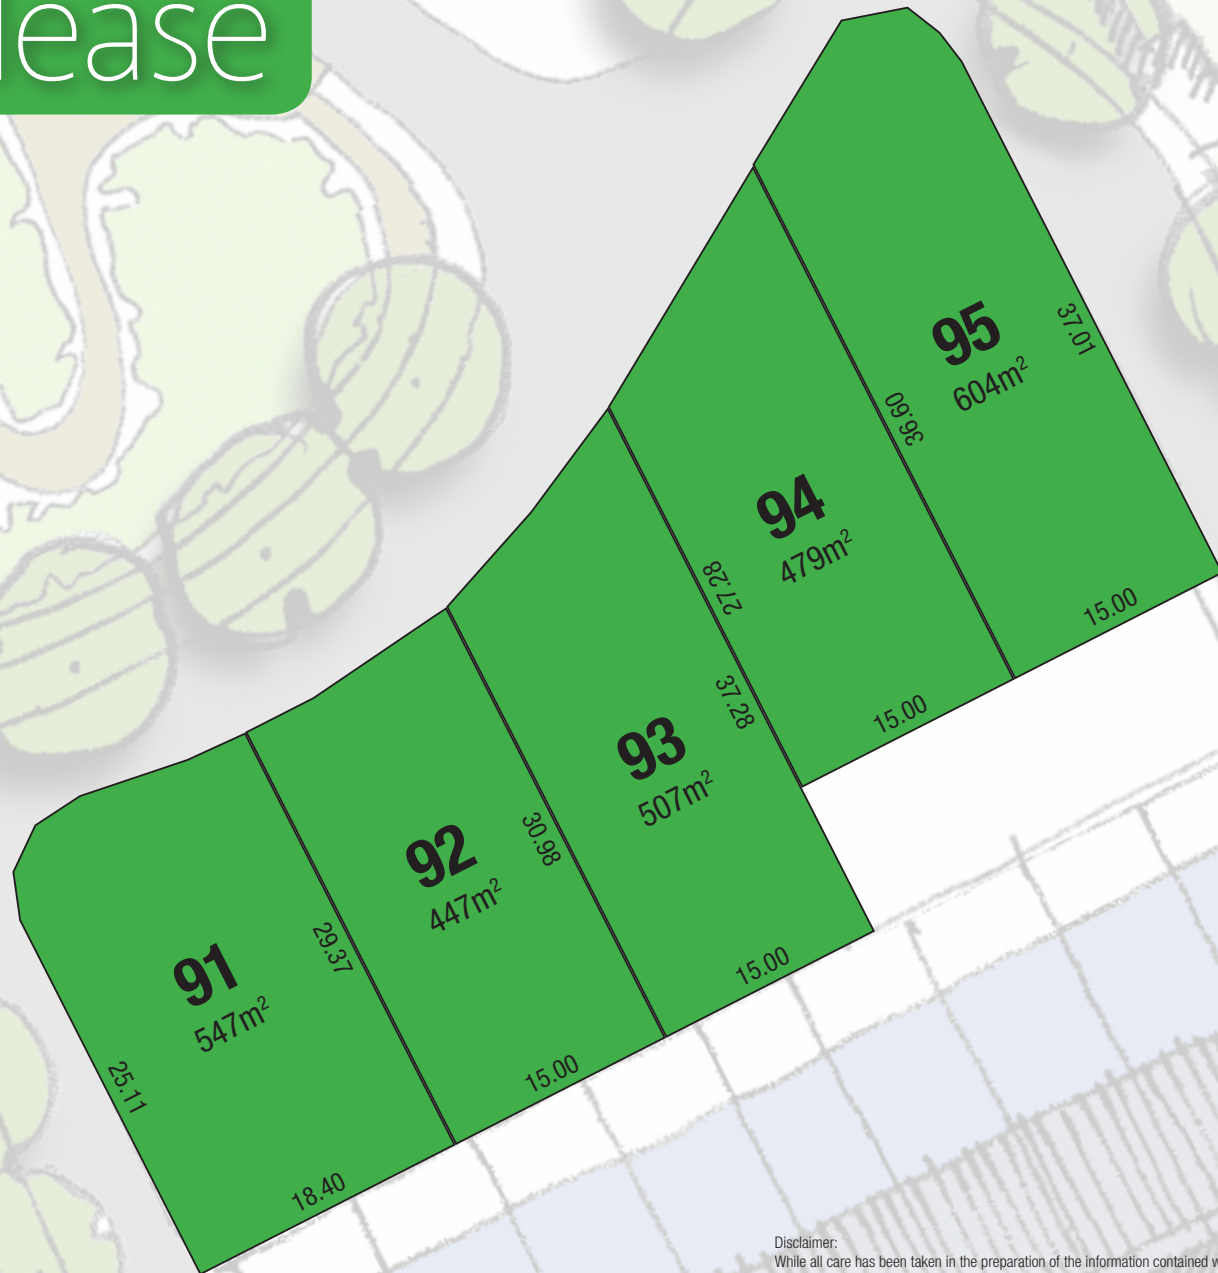 lease
95
604m²
37.01
36.60
15.00
94
479m²
27.28
15.00
93
507m²
37.28
15.00
92
447m²
30.98
15.00
91
547m²
29.37
25.11
18.40
Disclaimer:
While all care has been taken in the preparation of the information contained